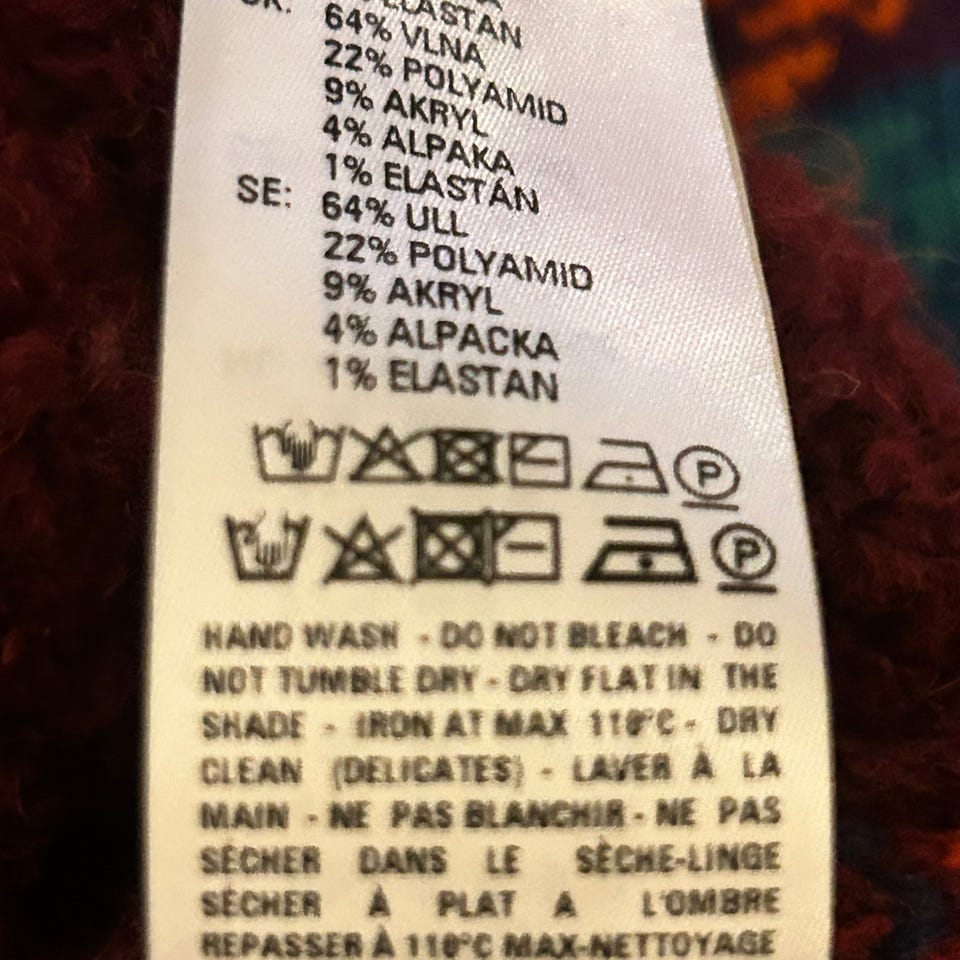 ELASTAN
64% VLNA
22% POLYAMID
9% AKRYL
4% ALPAKA
1% ELASTÁN
SE: 64% ULL
22% POLYAMID
9% AKRYL
4% ALPACKA
1% ELASTAN
P
P
HAND WASH - DO NOT BLEACH - DO
NOT TUMBLE DRY - DRY FLAT IN THE
SHADE - IRON AT MAX 110°C - DRY
CLEAN (DELICATES) - LAVER À LA
MAIN - NE PAS BLANCHIR - NE PAS
SÉCHER DANS LE SÈCHE-LINGE
SÉCHER À PLAT A L'OMBRE
REPASSER À 110°C MAX-NETTOYAGE